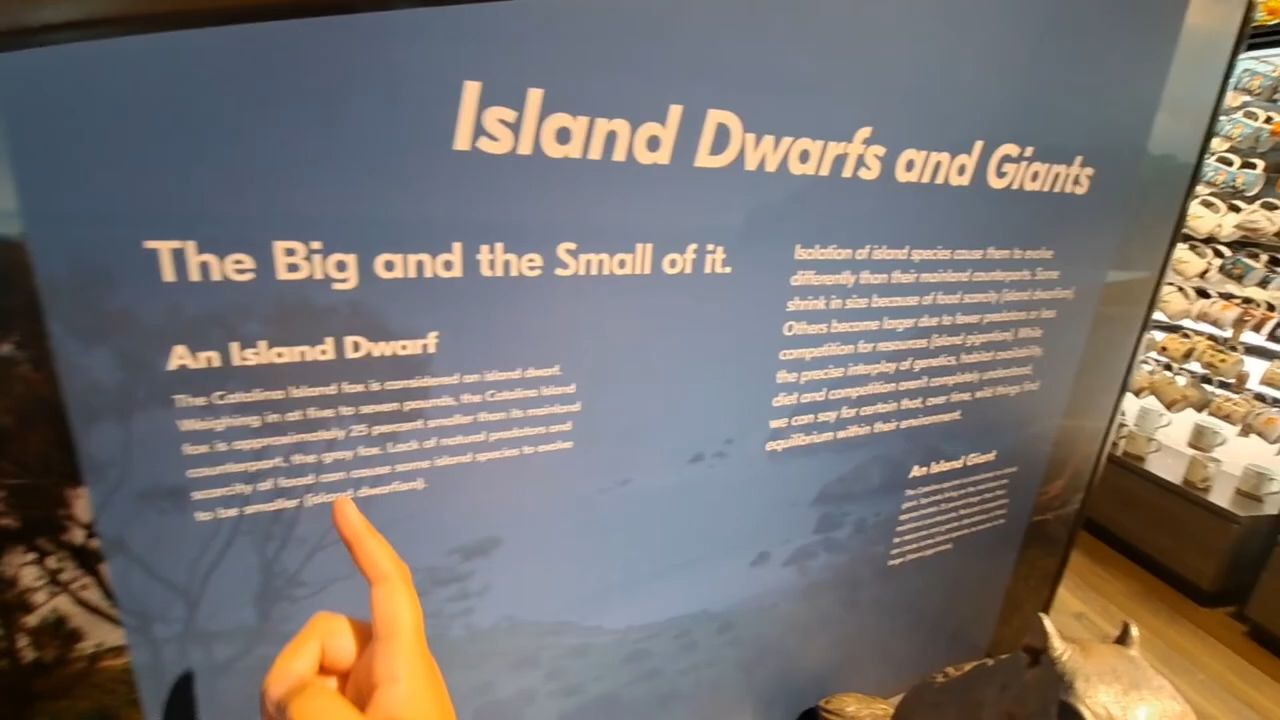 Island Dwarfs and Giants
The Big and the Small of it.
An Island Dwarf
The Catalina Island fox is considered an island dwarf.
Weighing in at five to seven pounds, the Catalina Island
fox is approximately 25 percent smaller than its mainland
counterpart, the grey fox. Lack of natural predators and
scarcity of food can cause some island species to evolve
to be smaller (island dwarfism).
Isolation of island species cause them to evolve
differently than their mainland counterparts. Some
shrink in size because of food scarcity (island dwarfism).
Others become larger due to fewer predators or less
competition for resources (island gigantism). While
the precise interplay of genetics, habitat availability,
diet and competition aren't completely understood,
we can say for certain that, over time, wild things find
equilibrium within their environment.
An Island Giant